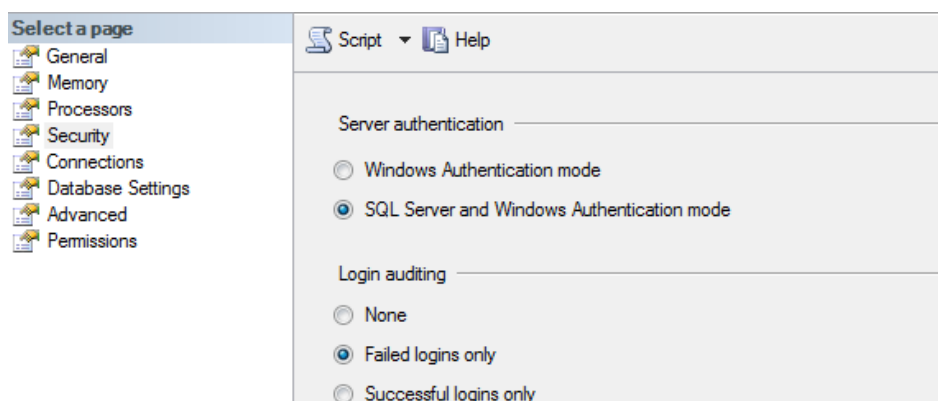 Select a page
General
Memory
Processors
Security
Connections
Database Settings
Advanced
Permissions
Script Help
Server authentication
Windows Authentication mode
SQL Server and Windows Authentication mode
Login auditing
None
Failed logins only
Successful logins only